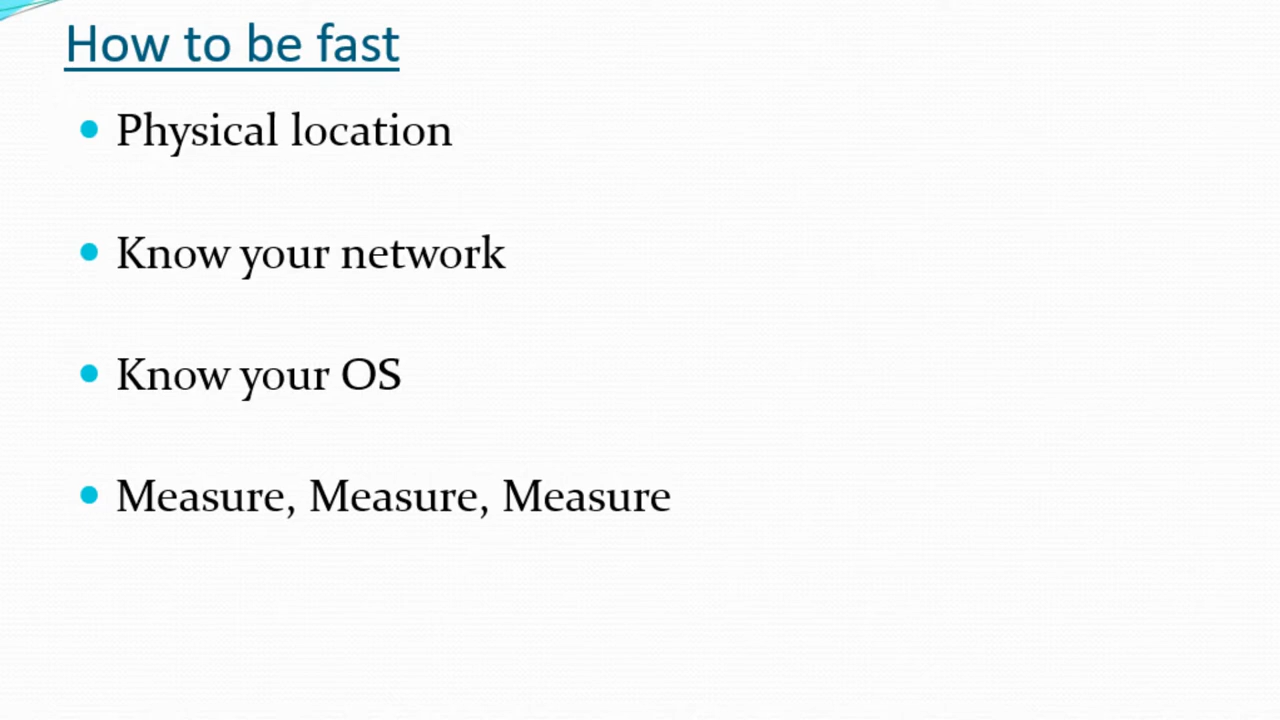 How to be fast
Physical location
Know your network
Know your OS
Measure, Measure, Measure